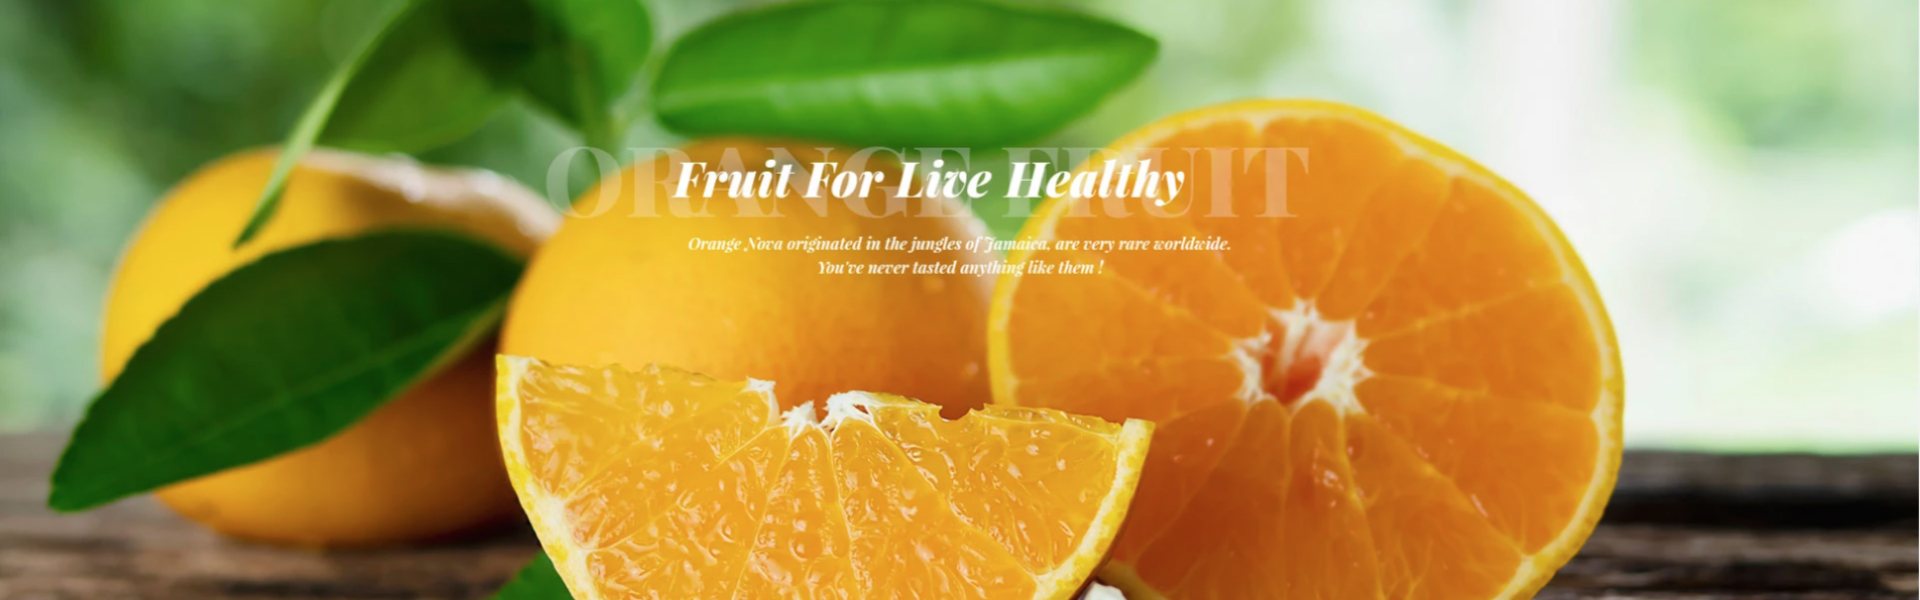 ORANGE FRUIT
Fruit For Live Healthy
Orange Nova originated in the jungles of Jamaica, are very rare worldwide.
You've never tasted anything like them !